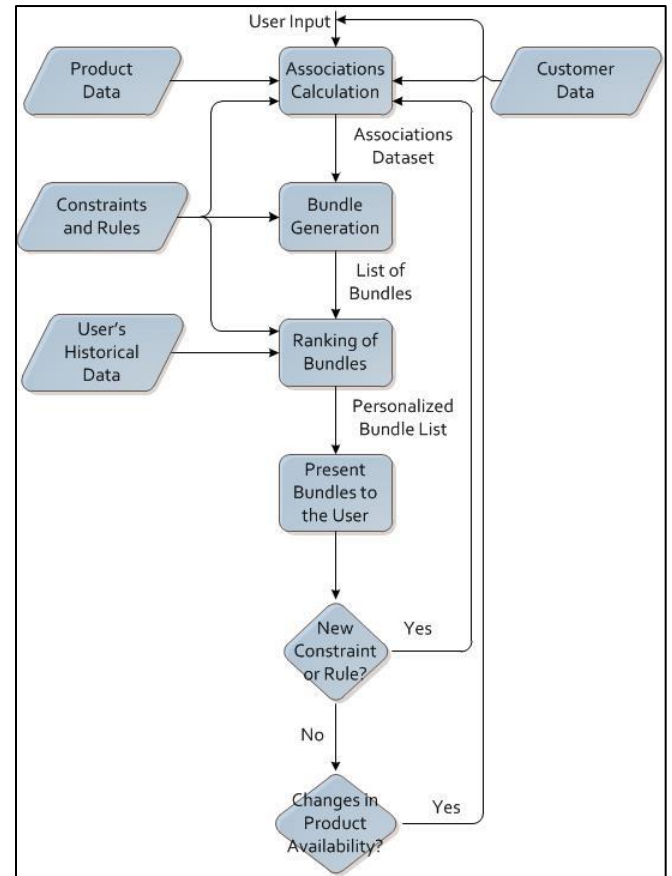 User Input
Product
Data
Associations
Calculation
Customer
Data
Associations
Dataset
Constraints
and Rules
Bundle
Generation
List of
Bundles
User's
Historical
Data
Ranking of
Bundles
Personalized
Bundle List
Present
Bundles to
the User
New
Constraint
or Rule?
Yes
No
Changes in
Product
Availability?
Yes